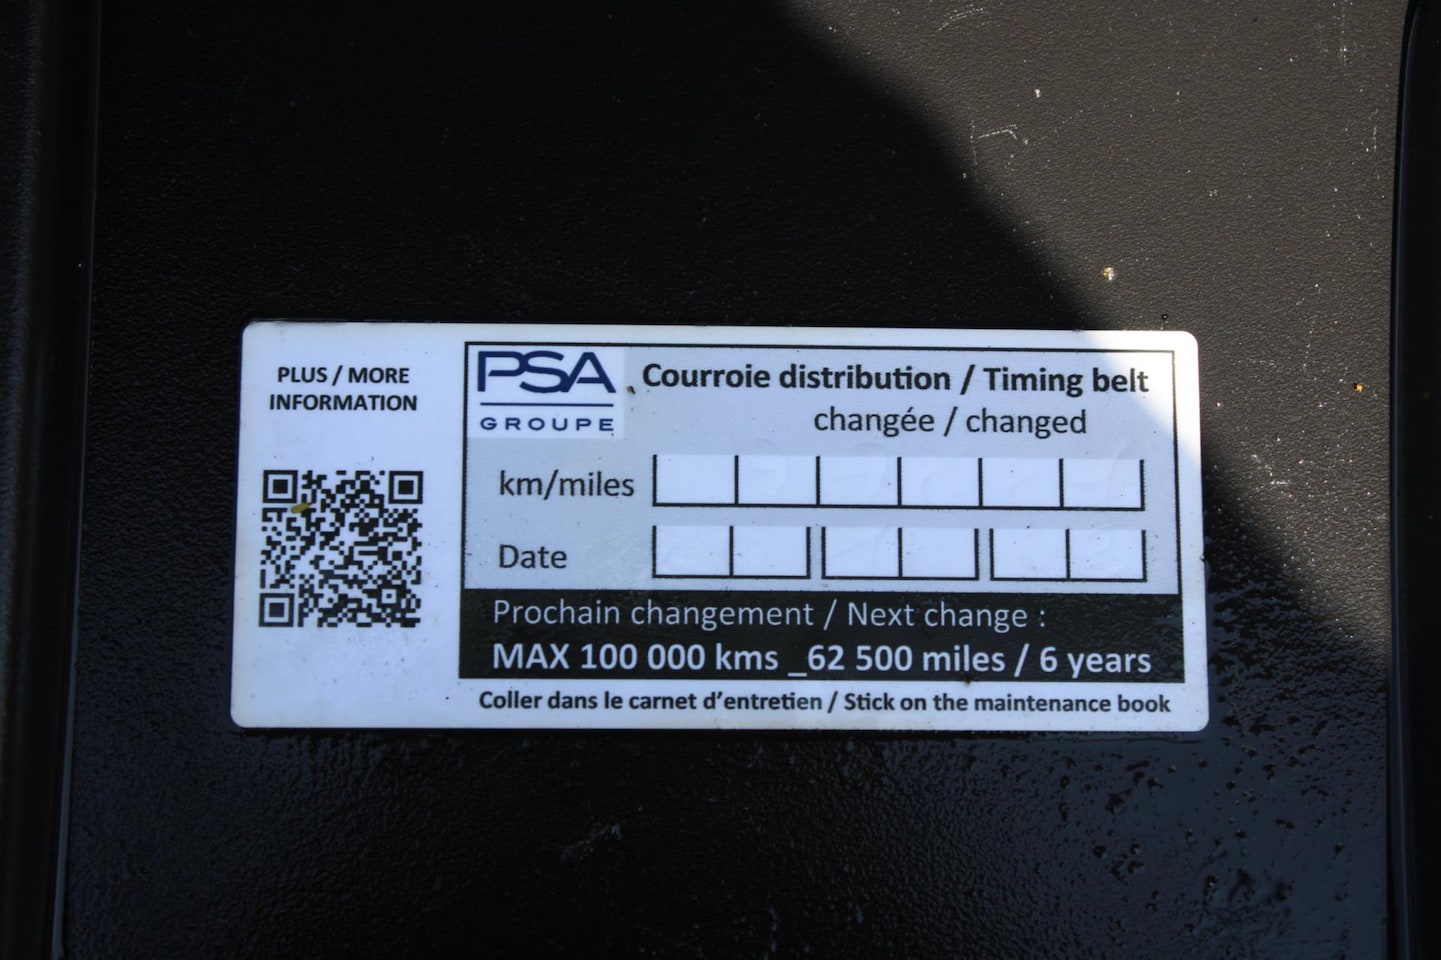 PLUS / MORE
INFORMATION
PSA
GROUPE
Courroie distribution / Timing belt
changée / changed
km/miles
Date
Prochain changement / Next change :
MAX 100 000 kms _62 500 miles / 6 years
Coller dans le carnet d’entretien / Stick on the maintenance book